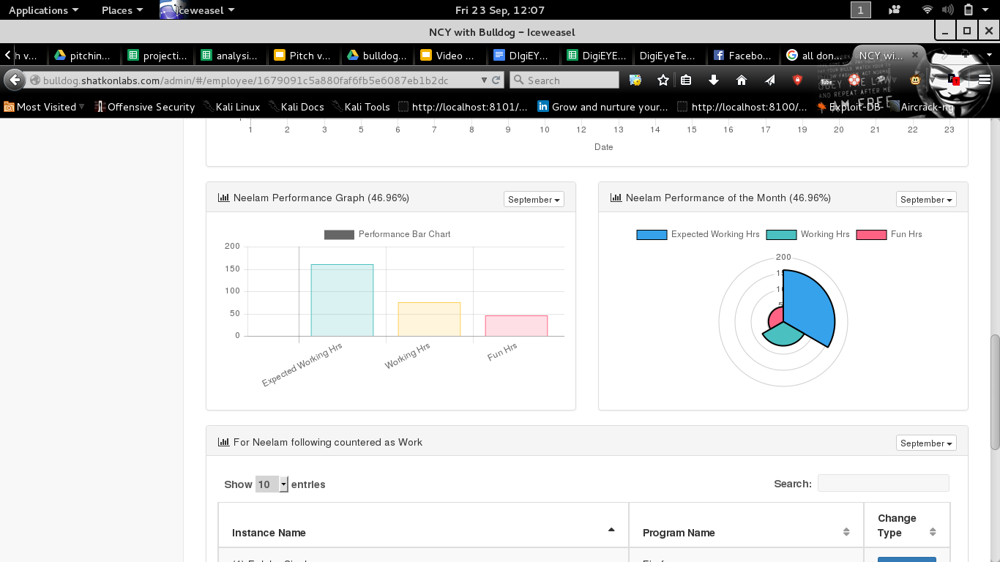 Applications Places Iceweasel Fri 23 Sep, 12:07 1
NCY with Bulldog – Iceweasel
h v... pitchin... projecti... analysi... Pitch v... bulldog... Video ... DIgiEY... DigiEYE... DigiEyeTe... Facebo... all don... NCY wi...
bulldog.shatkonlabs.com/admin/#/employee/1679091c5a880faf6fb5e6087eb1b2dc Search
Most Visited Offensive Security Kali Linux Kali Docs Kali Tools http://localhost:8101/... Grow and nurture your... http://localhost:8100/... Exploit-DB Aircrack-ng
1 2 3 4 5 6 7 8 9 10 12 13 14 15 16 17 19 20 21 22 23
Date
Neelam Performance Graph (46.96%) September
Neelam Performance of the Month (46.96%) September
Performance Bar Chart
200
150
100
50
0
Expected Working Hrs Working Hrs Fun Hrs
Expected Working Hrs Working Hrs Fun Hrs
200
For Neelam following countered as Work September
Show 10 entries Search:
Instance Name Program Name Change Type